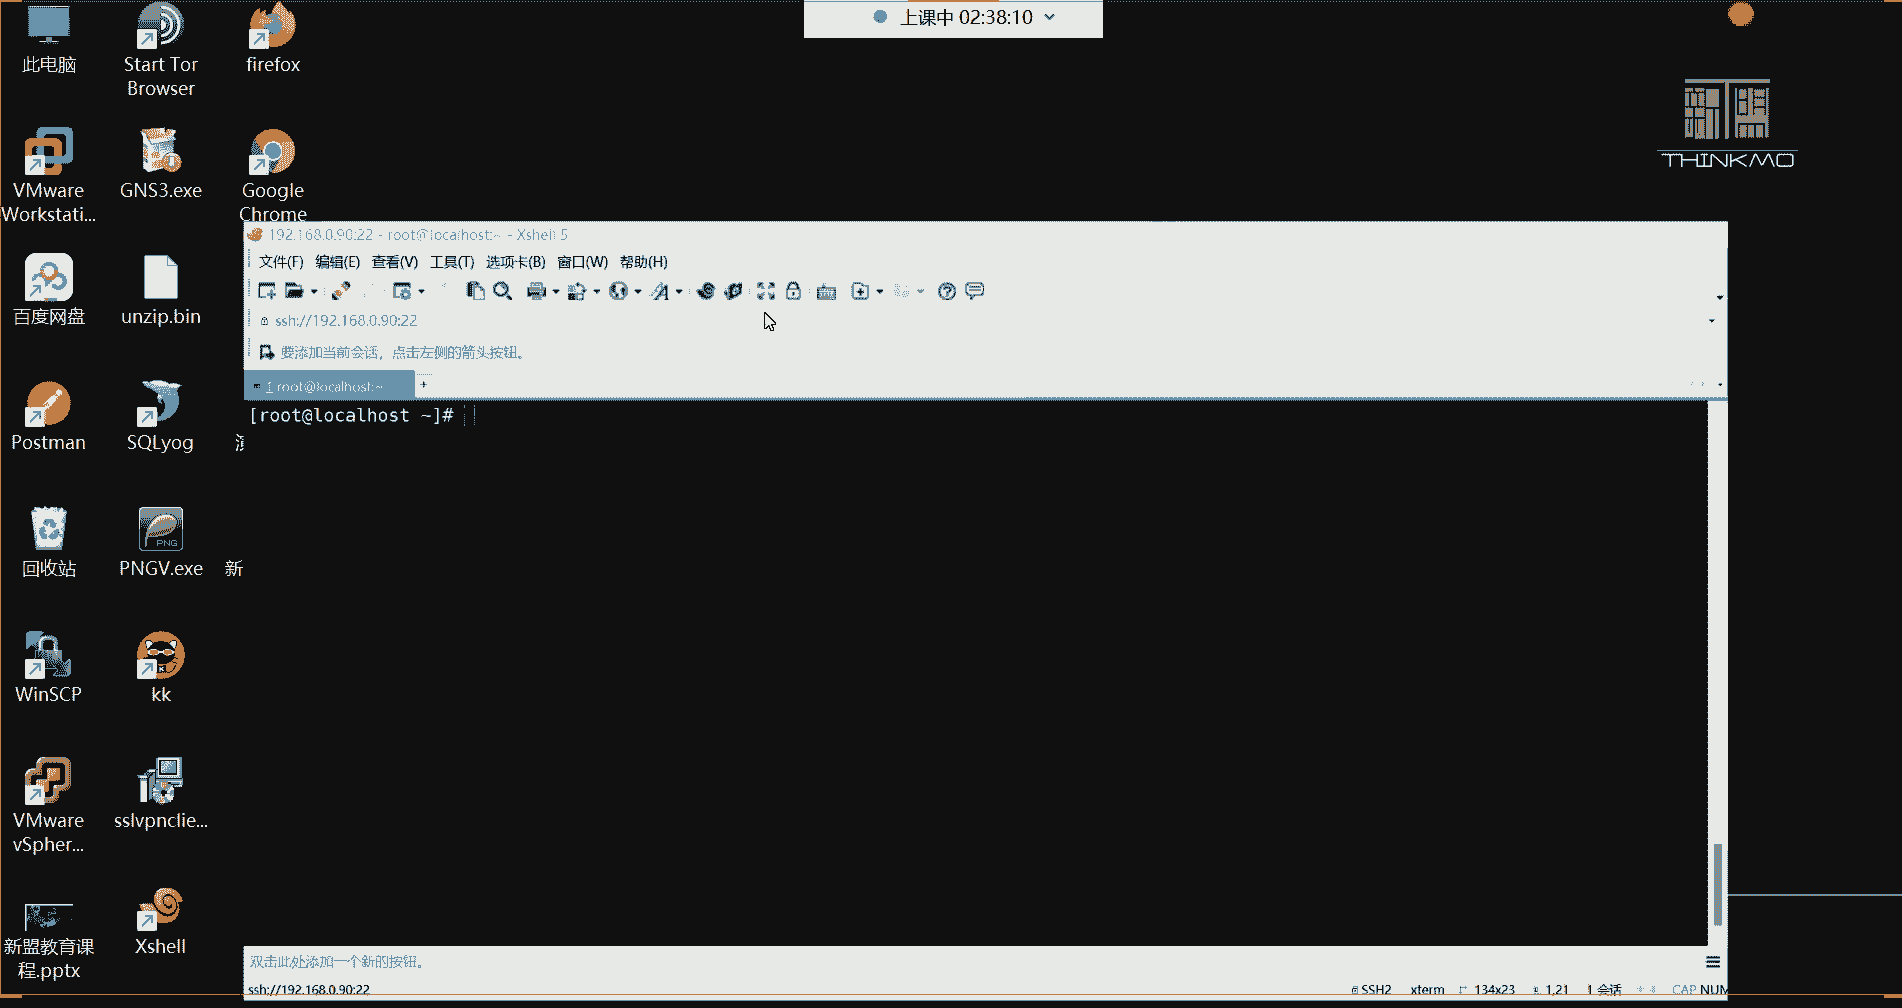 上课中 02:38:10
此电脑
Start Tor
Browser
firefox
THINKMO
VMware
Workstati...
GNS3.exe
Google
Chrome
192.168.0.90:22 - root@localhost:~ - Xshell 5
文件(F) 编辑(E) 查看(V) 工具(T) 选项卡(B) 窗口(W) 帮助(H)
ssh://192.168.0.90:22
要添加当前会话，点击左侧的箭头按钮。
1 root@localhost:~
+
[root@localhost ~]#
百度网盘
unzip.bin
Postman
SQLyog
回收站
PNGV.exe
新
WinSCP
kk
VMware
vSpher...
sslvpnclie...
新盟教育课
程.pptx
Xshell
双击此处添加一个新的按钮。
ssh://192.168.0.90:22
SSH2 xterm 134x23 1,21 1 会话 CAP NUM